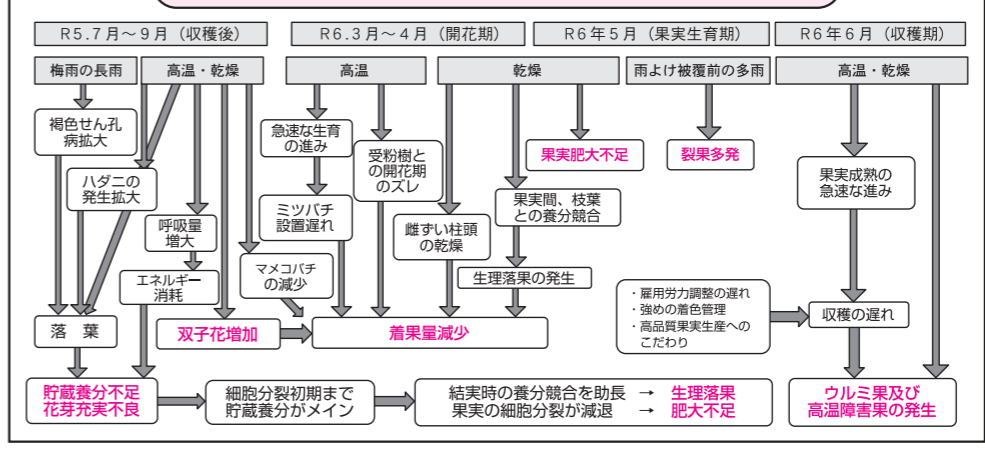 R5.7月～9月（収穫後）
R6.3月～4月（開花期）
R6年5月（果実生育期）
R6年6月（収穫期）
梅雨の長雨
高温・乾燥
高温
乾燥
雨よけ被覆前の多雨
高温・乾燥
褐色せん孔
病拡大
ハダニの
発生拡大
呼吸量
増大
エネルギー
消耗
落　葉
急速な生育
の進み
ミツバチ
設置遅れ
マメコバチ
の減少
受粉樹と
の開花期
のズレ
雌ずい柱頭
の乾燥
果実肥大不足
果実間、枝葉
との養分競合
生理落果の発生
裂果多発
果実成熟の
急速な進み
・雇用労力調整の遅れ
・強めの着色管理
・高品質果実生産への
こだわり
収穫の遅れ
双子花増加
着果量減少
貯蔵養分不足
花芽充実不良
細胞分裂初期まで
貯蔵養分がメイン
結実時の養分競合を助長　→　生理落果
果実の細胞分裂が減退　→　肥大不足
ウルミ果及び
高温障害果の発生